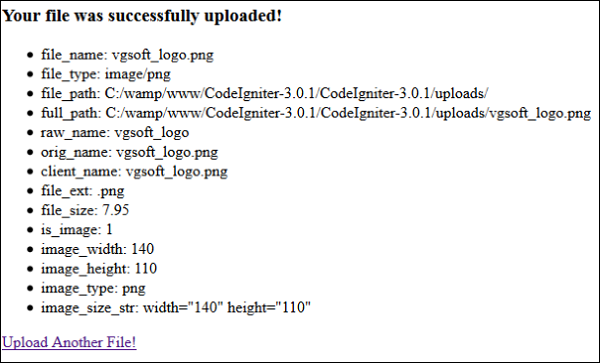 Your file was successfully uploaded!
• file_name: vgsoft_logo.png
• file_type: image/png
• file_path: C:/wamp/www/CodeIgniter-3.0.1/CodeIgniter-3.0.1/uploads/
• full_path: C:/wamp/www/CodeIgniter-3.0.1/CodeIgniter-3.0.1/uploads/vgsoft_logo.png
• raw_name: vgsoft_logo
• orig_name: vgsoft_logo.png
• client_name: vgsoft_logo.png
• file_ext: .png
• file_size: 7.95
• is_image: 1
• image_width: 140
• image_height: 110
• image_type: png
• image_size_str: width="140" height="110"
Upload Another File!